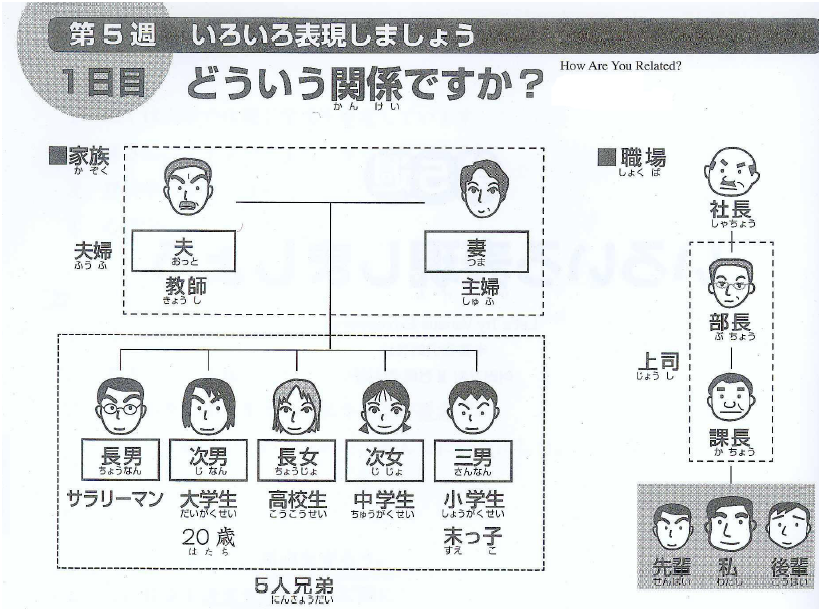 第5週 いろいろ表現しましょう
1日目 どういう関係ですか？
かんけい
How Are You Related?
■家族
かぞく
夫婦
ふうふ
夫
おっと
教師
きょうし
妻
つま
主婦
しゅふ
長男
ちょうなん
サラリーマン
次男
じなん
大学生
だいがくせい
20歳
はたち
長女
ちょうじょ
高校生
こうこうせい
次女
じじょ
中学生
ちゅうがくせい
三男
さんなん
小学生
しょうがくせい
末っ子
すえ こ
5人兄弟
にんきょうだい
■職場
しょくば
社長
しゃちょう
上司
じょうし
部長
ぶちょう
課長
かちょう
先輩
せんぱい
私
わたし
後輩
こうはい